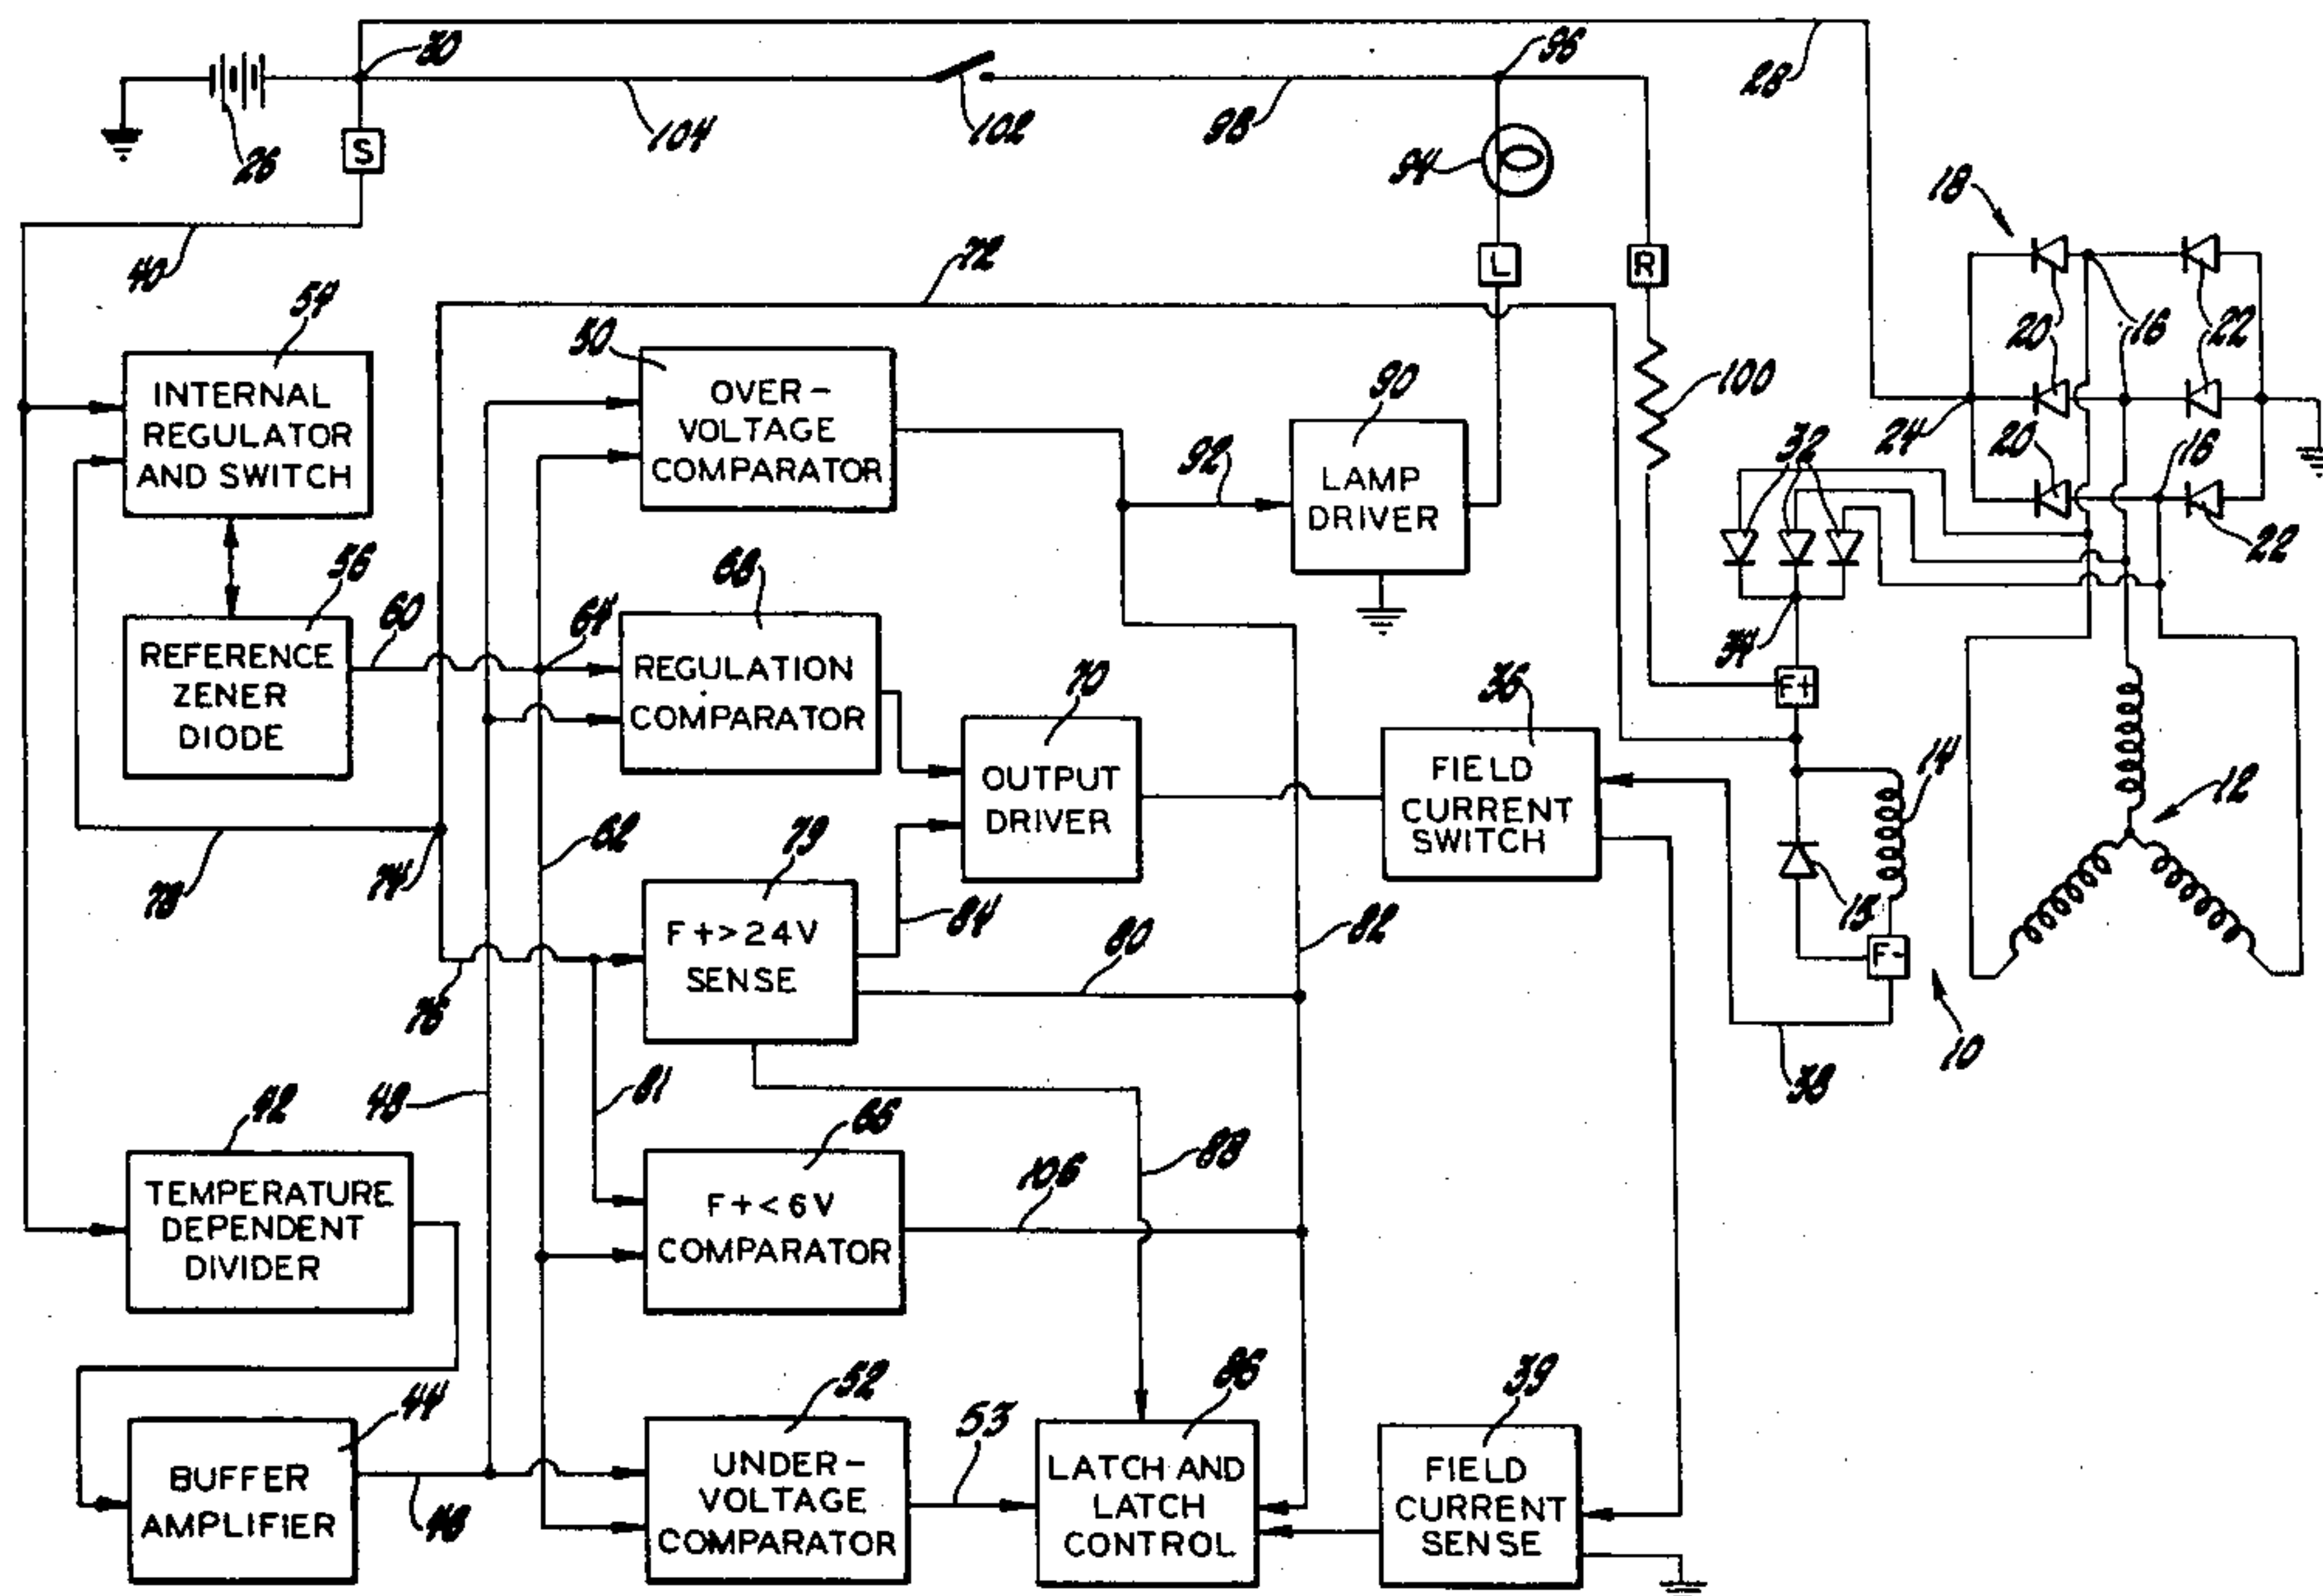 30
96
28
26
S
104
102
98
94
18
40
72
L
R
54
50
20
16
22
INTERNAL
REGULATOR
AND SWITCH
OVER-
VOLTAGE
COMPARATOR
90
100
24
20
16
22
92
LAMP
DRIVER
32
56
60
64
68
34
REFERENCE
ZENER
DIODE
REGULATION
COMPARATOR
70
36
F+
OUTPUT
DRIVER
FIELD
CURRENT
SWITCH
14
12
78
74
62
79
84
80
82
15
F+>24V
SENSE
F-
76
10
38
42
48
81
66
88
106
TEMPERATURE
DEPENDENT
DIVIDER
F+<6V
COMPARATOR
44
52
53
86
39
BUFFER
AMPLIFIER
46
UNDER-
VOLTAGE
COMPARATOR
LATCH AND
LATCH
CONTROL
FIELD
CURRENT
SENSE